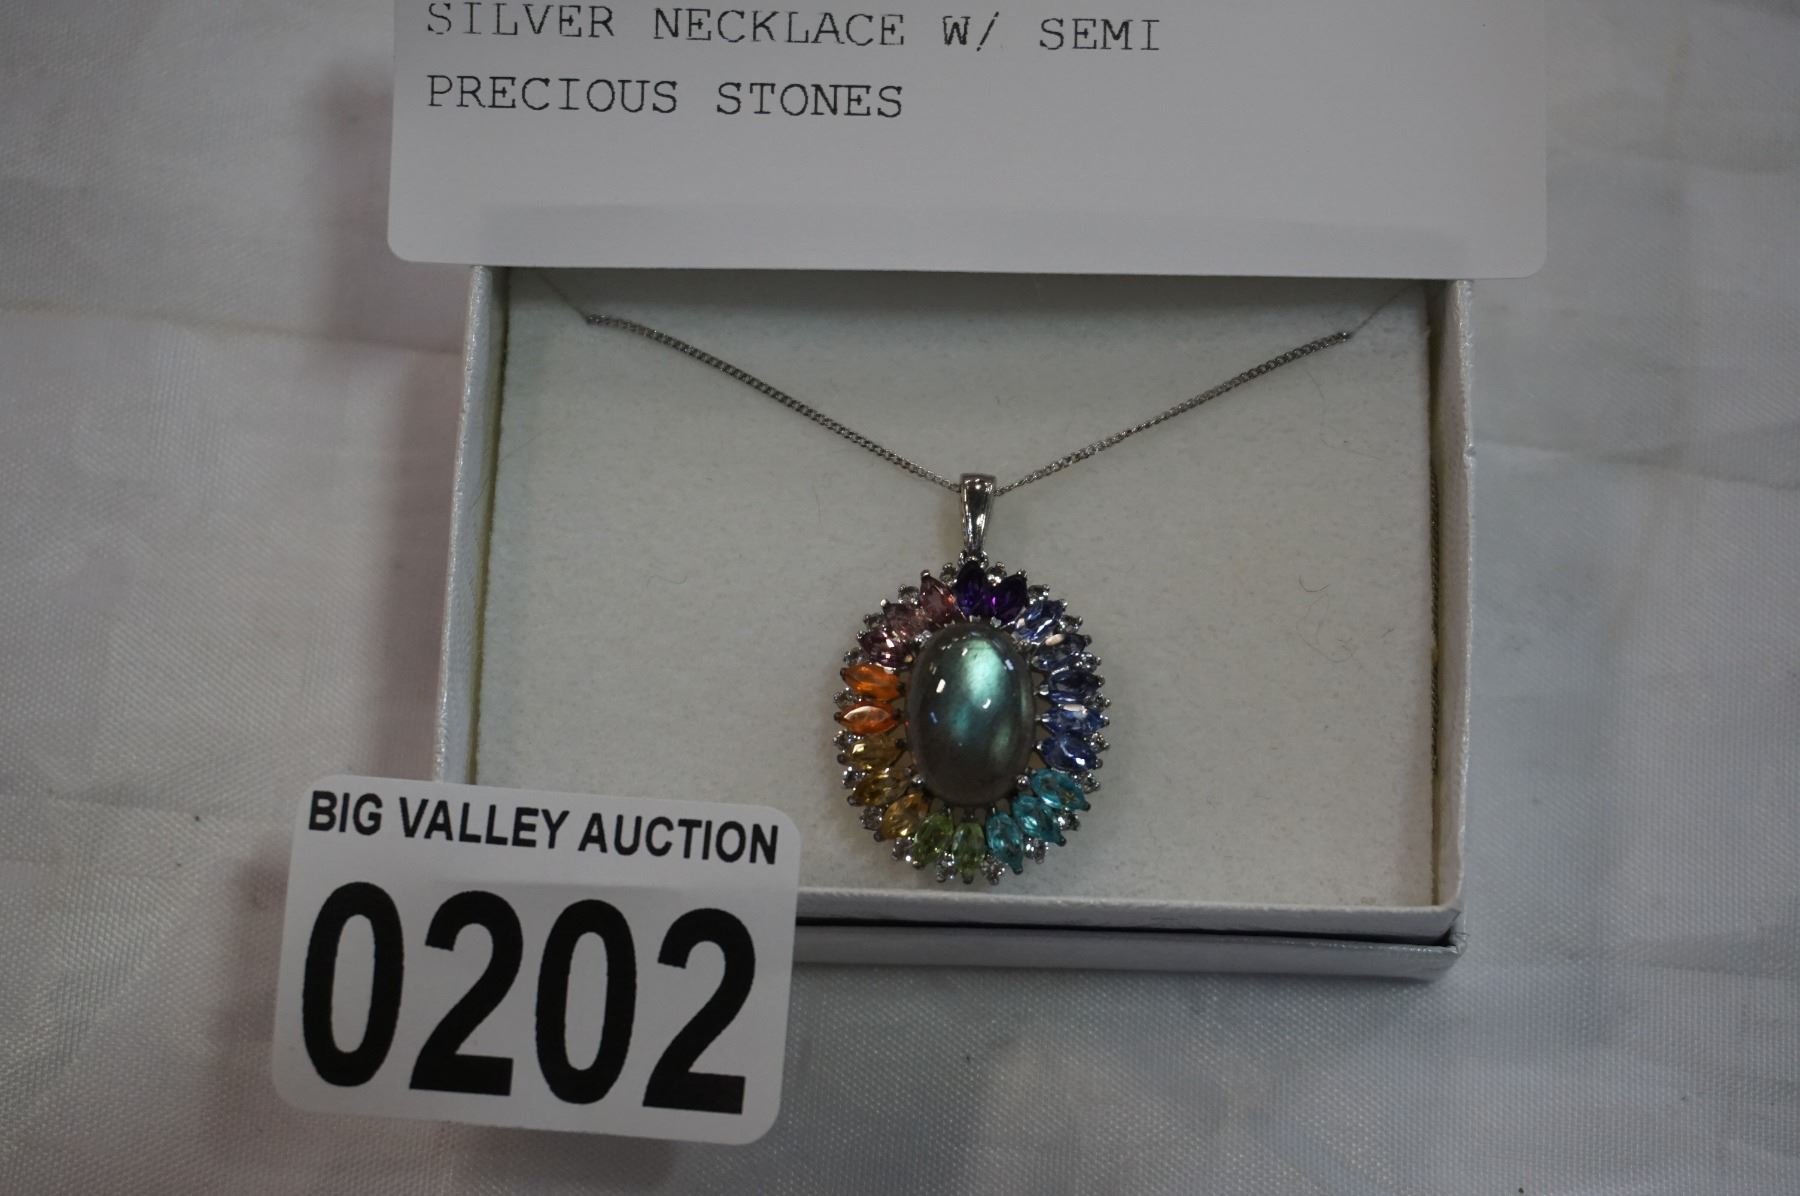 SILVER NECKLACE W/ SEMI
PRECIOUS STONES
BIG VALLEY AUCTION
0202